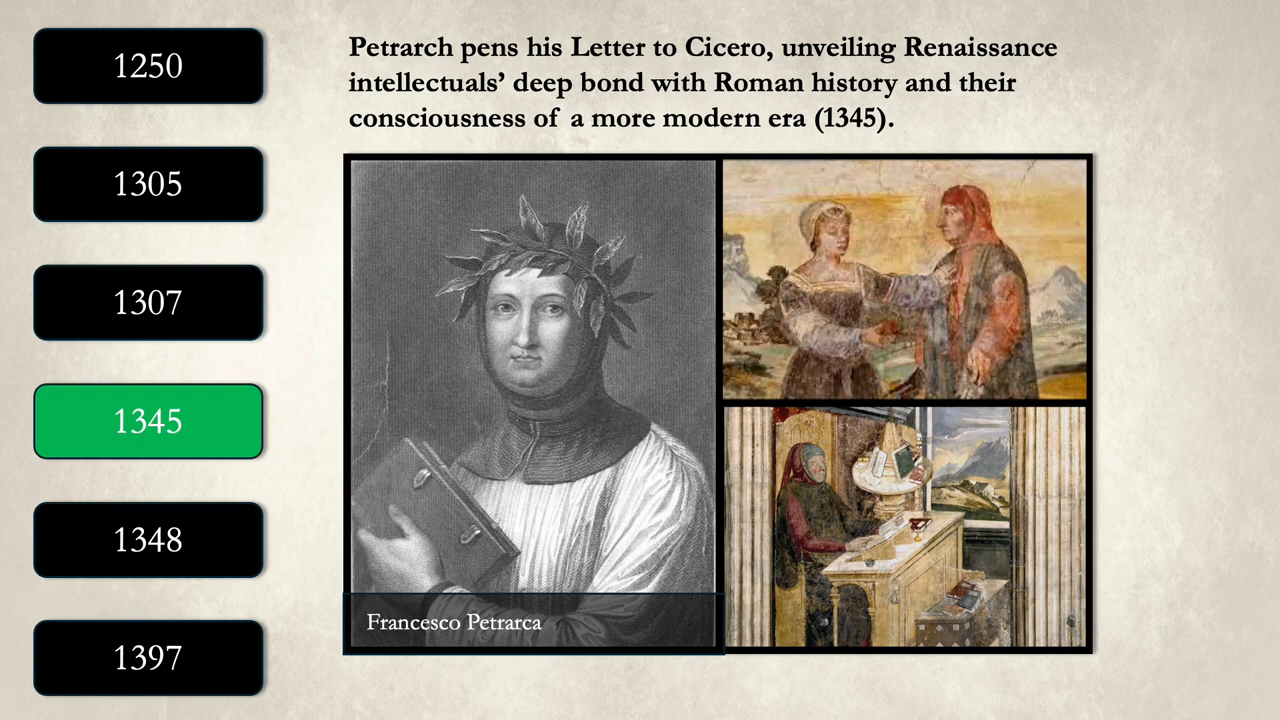 1250
1305
1307
1345
1348
1397
Petrarch pens his Letter to Cicero, unveiling Renaissance
intellectuals’ deep bond with Roman history and their
consciousness of a more modern era (1345).
Francesco Petrarca